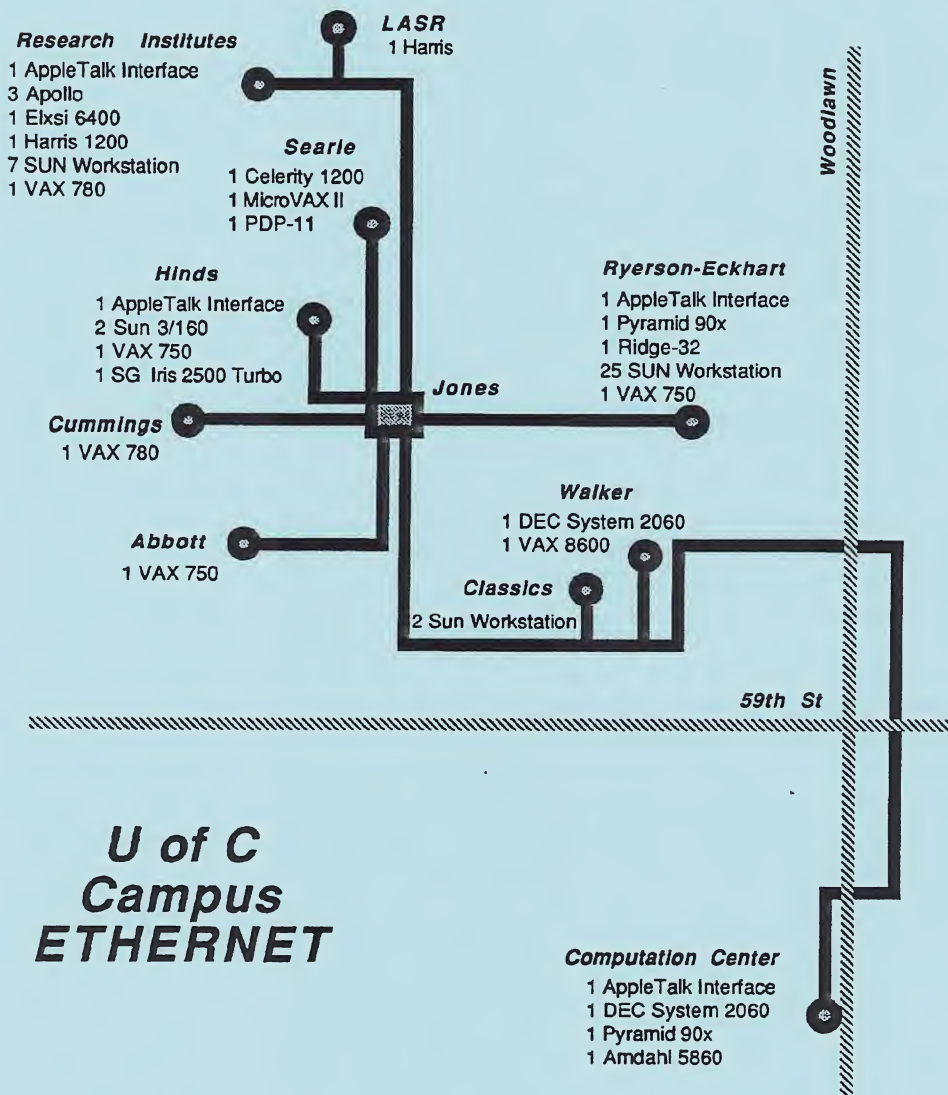 LASR
1 Harris
Research Institutes
1 AppleTalk Interface
3 Apollo
1 Elxsi 6400
1 Harris 1200
7 SUN Workstation
1 VAX 780
Searle
1 Celerity 1200
1 MicroVAX II
1 PDP-11
Hinds
1 AppleTalk Interface
2 Sun 3/160
1 VAX 750
1 SG Iris 2500 Turbo
Woodlawn
Ryerson-Eckhart
1 AppleTalk Interface
1 Pyramid 90x
1 Ridge-32
25 SUN Workstation
1 VAX 750
Jones
Cummings
1 VAX 780
Abbott
1 VAX 750
Walker
1 DEC System 2060
1 VAX 8600
Classics
2 Sun Workstation
59th St
U of C
Campus
ETHERNET
Computation Center
1 AppleTalk Interface
1 DEC System 2060
1 Pyramid 90x
1 Amdahl 5860